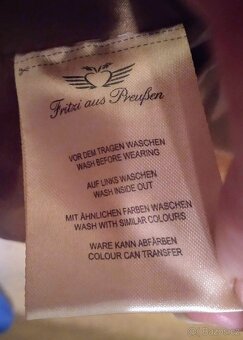 Fritzi aus Preußen
VOR DEM TRAGEN WASCHEN
WASH BEFORE WEARING
AUF LINKS WASCHEN
WASH INSIDE OUT
MIT ÄHNLICHEN FARBEN WASCHEN
WASH WITH SIMILAR COLOURS
WARE KANN ABFÄRBEN
COLOUR CAN TRANSFER